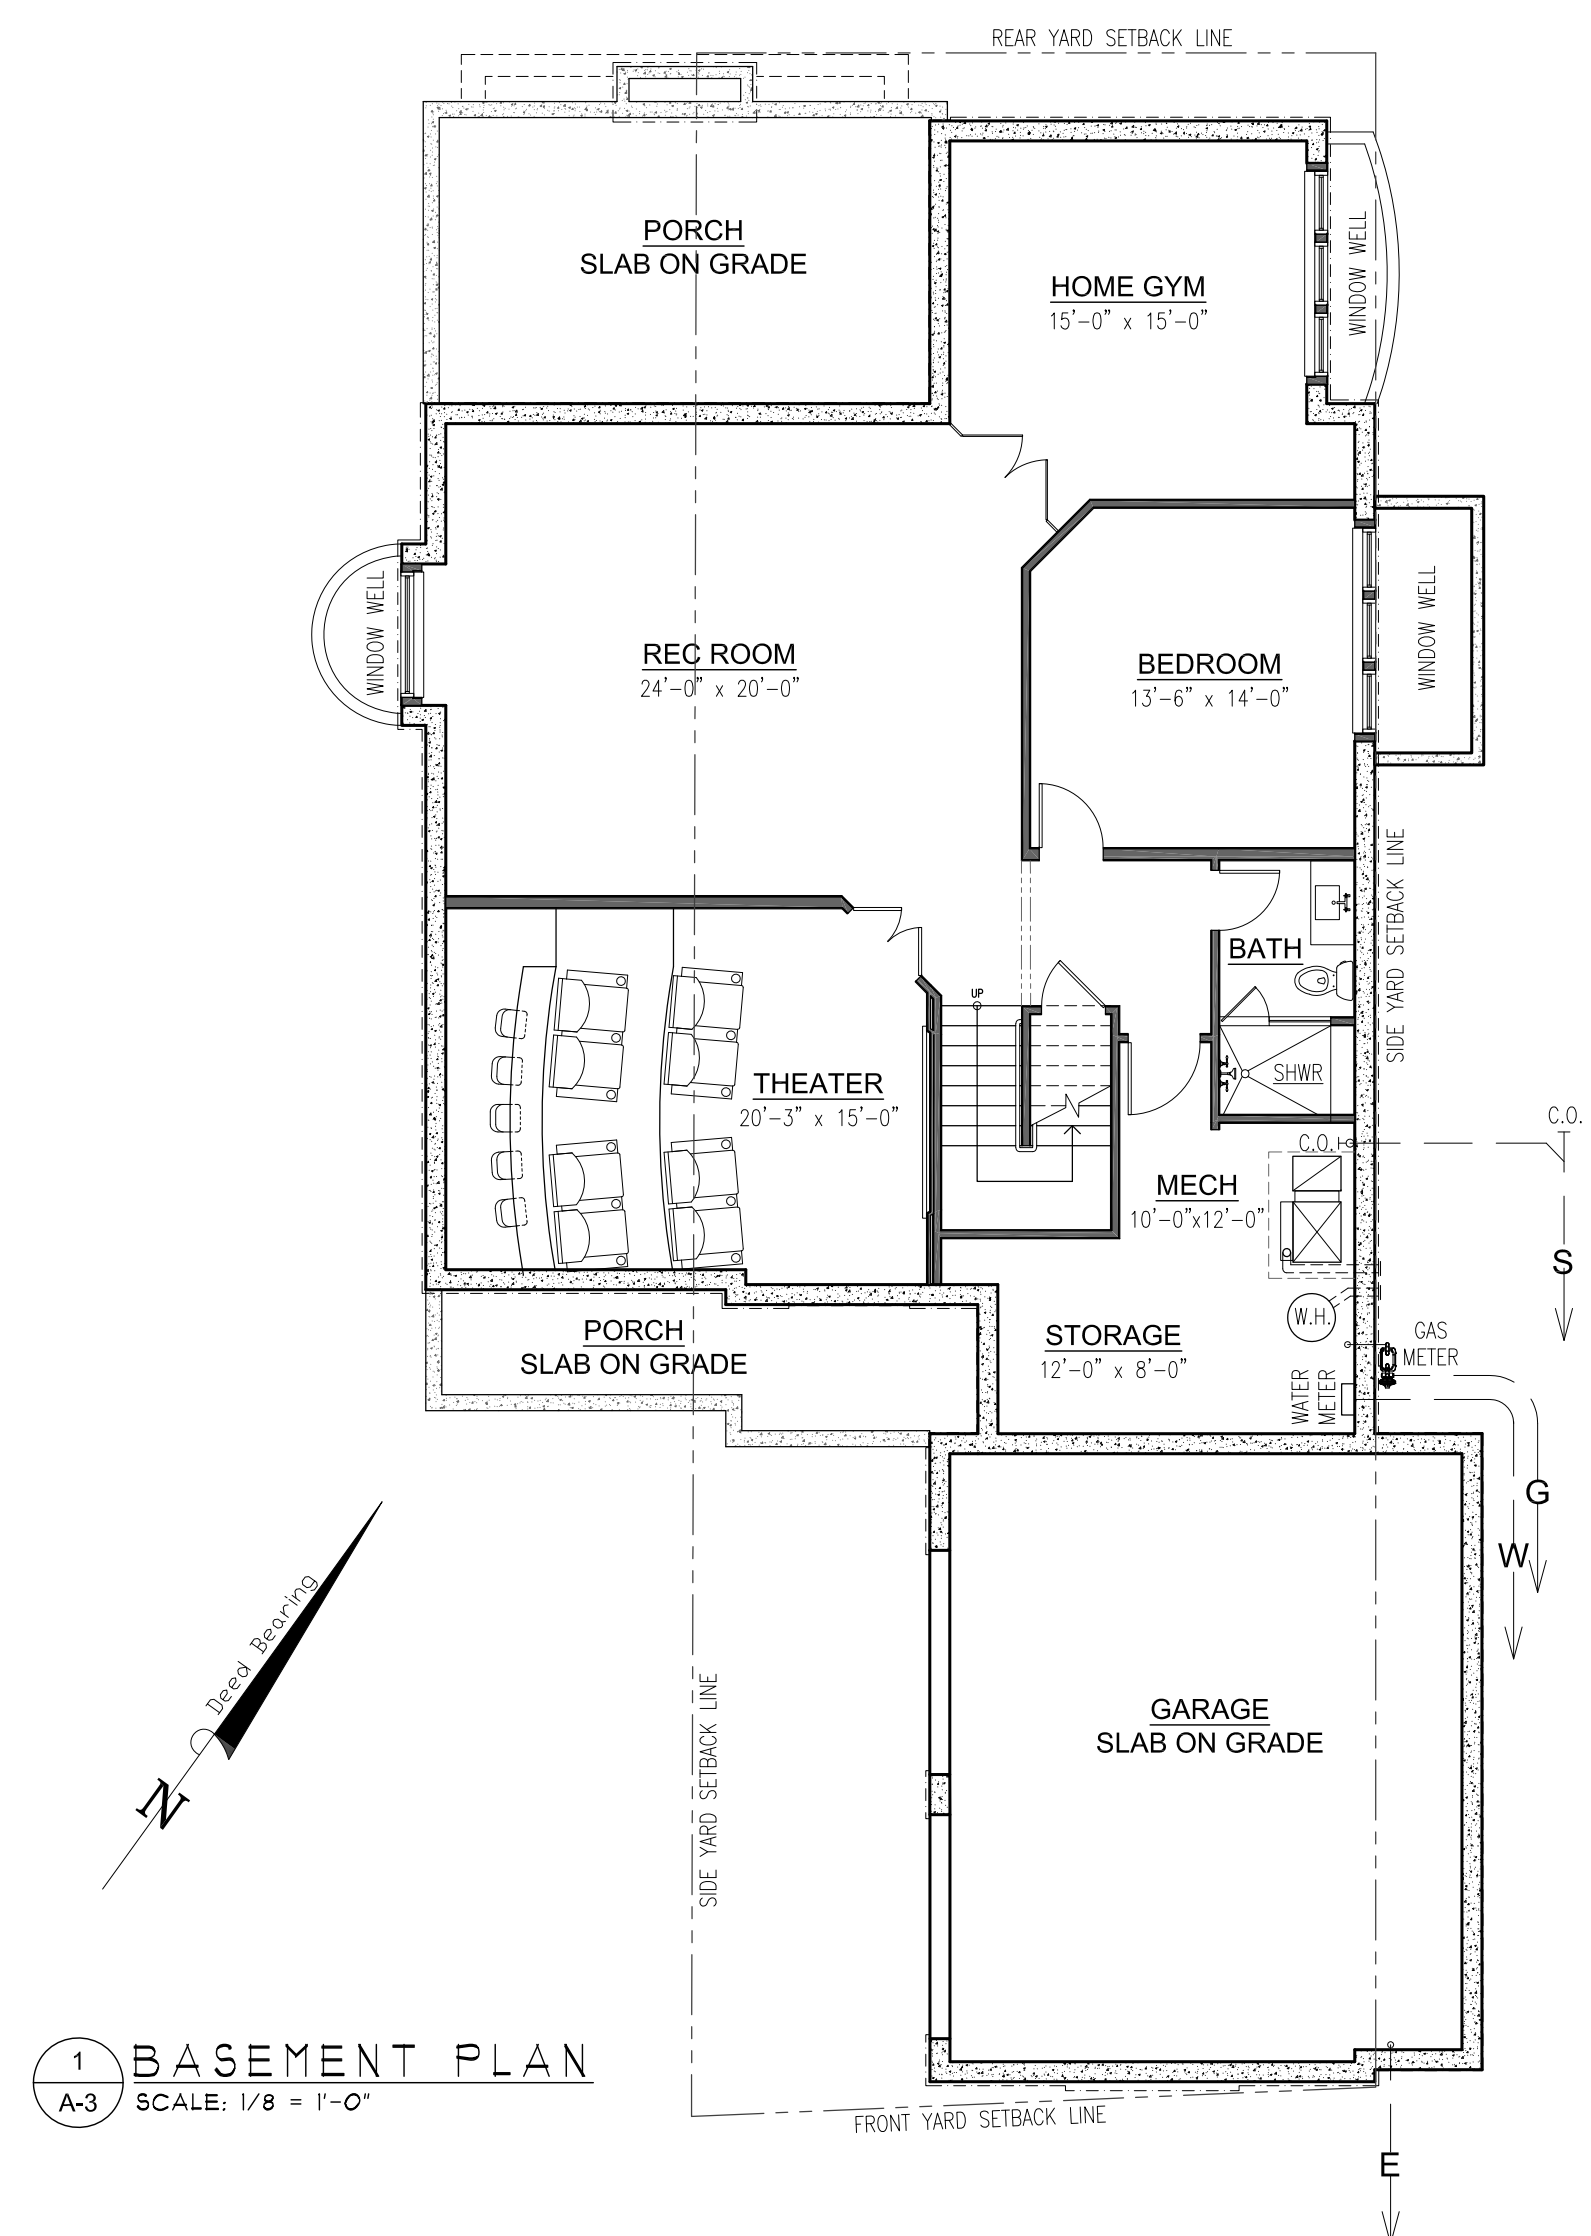 REAR YARD SETBACK LINE
PORCH
SLAB ON GRADE
HOME GYM
15'-0" x 15'-0"
WINDOW WELL
REC ROOM
24'-0" x 20'-0"
WINDOW WELL
BEDROOM
13'-6" x 14'-0"
WINDOW WELL
SIDE YARD SETBACK LINE
BATH
UP
THEATER
20'-3" x 15'-0"
SHWR
C.O.
C.O.
MECH
10'-0"x12'-0"
S
W.H.
PORCH
SLAB ON GRADE
STORAGE
12'-0" x 8'-0"
GAS
METER
WATER
METER
G
W
Deed Bearing
N
SIDE YARD SETBACK LINE
GARAGE
SLAB ON GRADE
1
A-3
BASEMENT PLAN
SCALE: 1/8 = 1'-0"
FRONT YARD SETBACK LINE
E